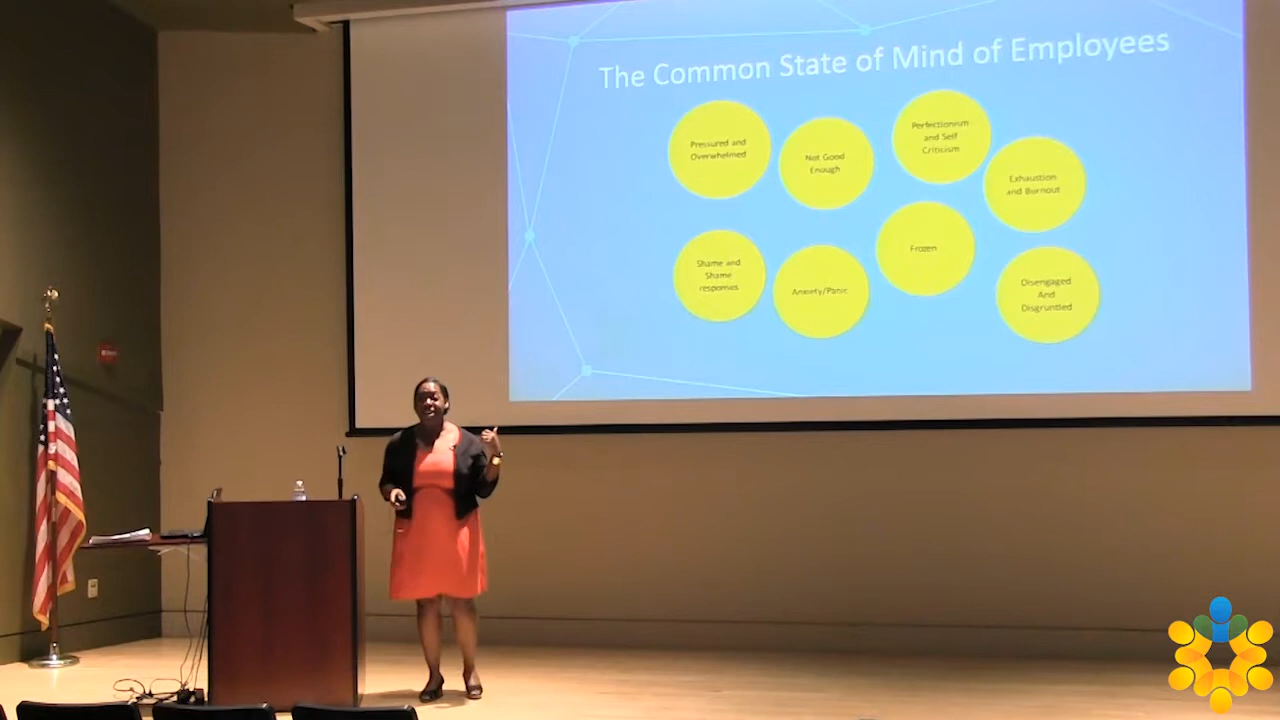 The Common State of Mind of Employees
Pressured and
Overwhelmed
Not Good
Enough
Perfectionism
and Self
Criticism
Exhaustion
and Burnout
Shame and
Shame
responses
Anxiety/Panic
Frozen
Disengaged
And
Disgruntled